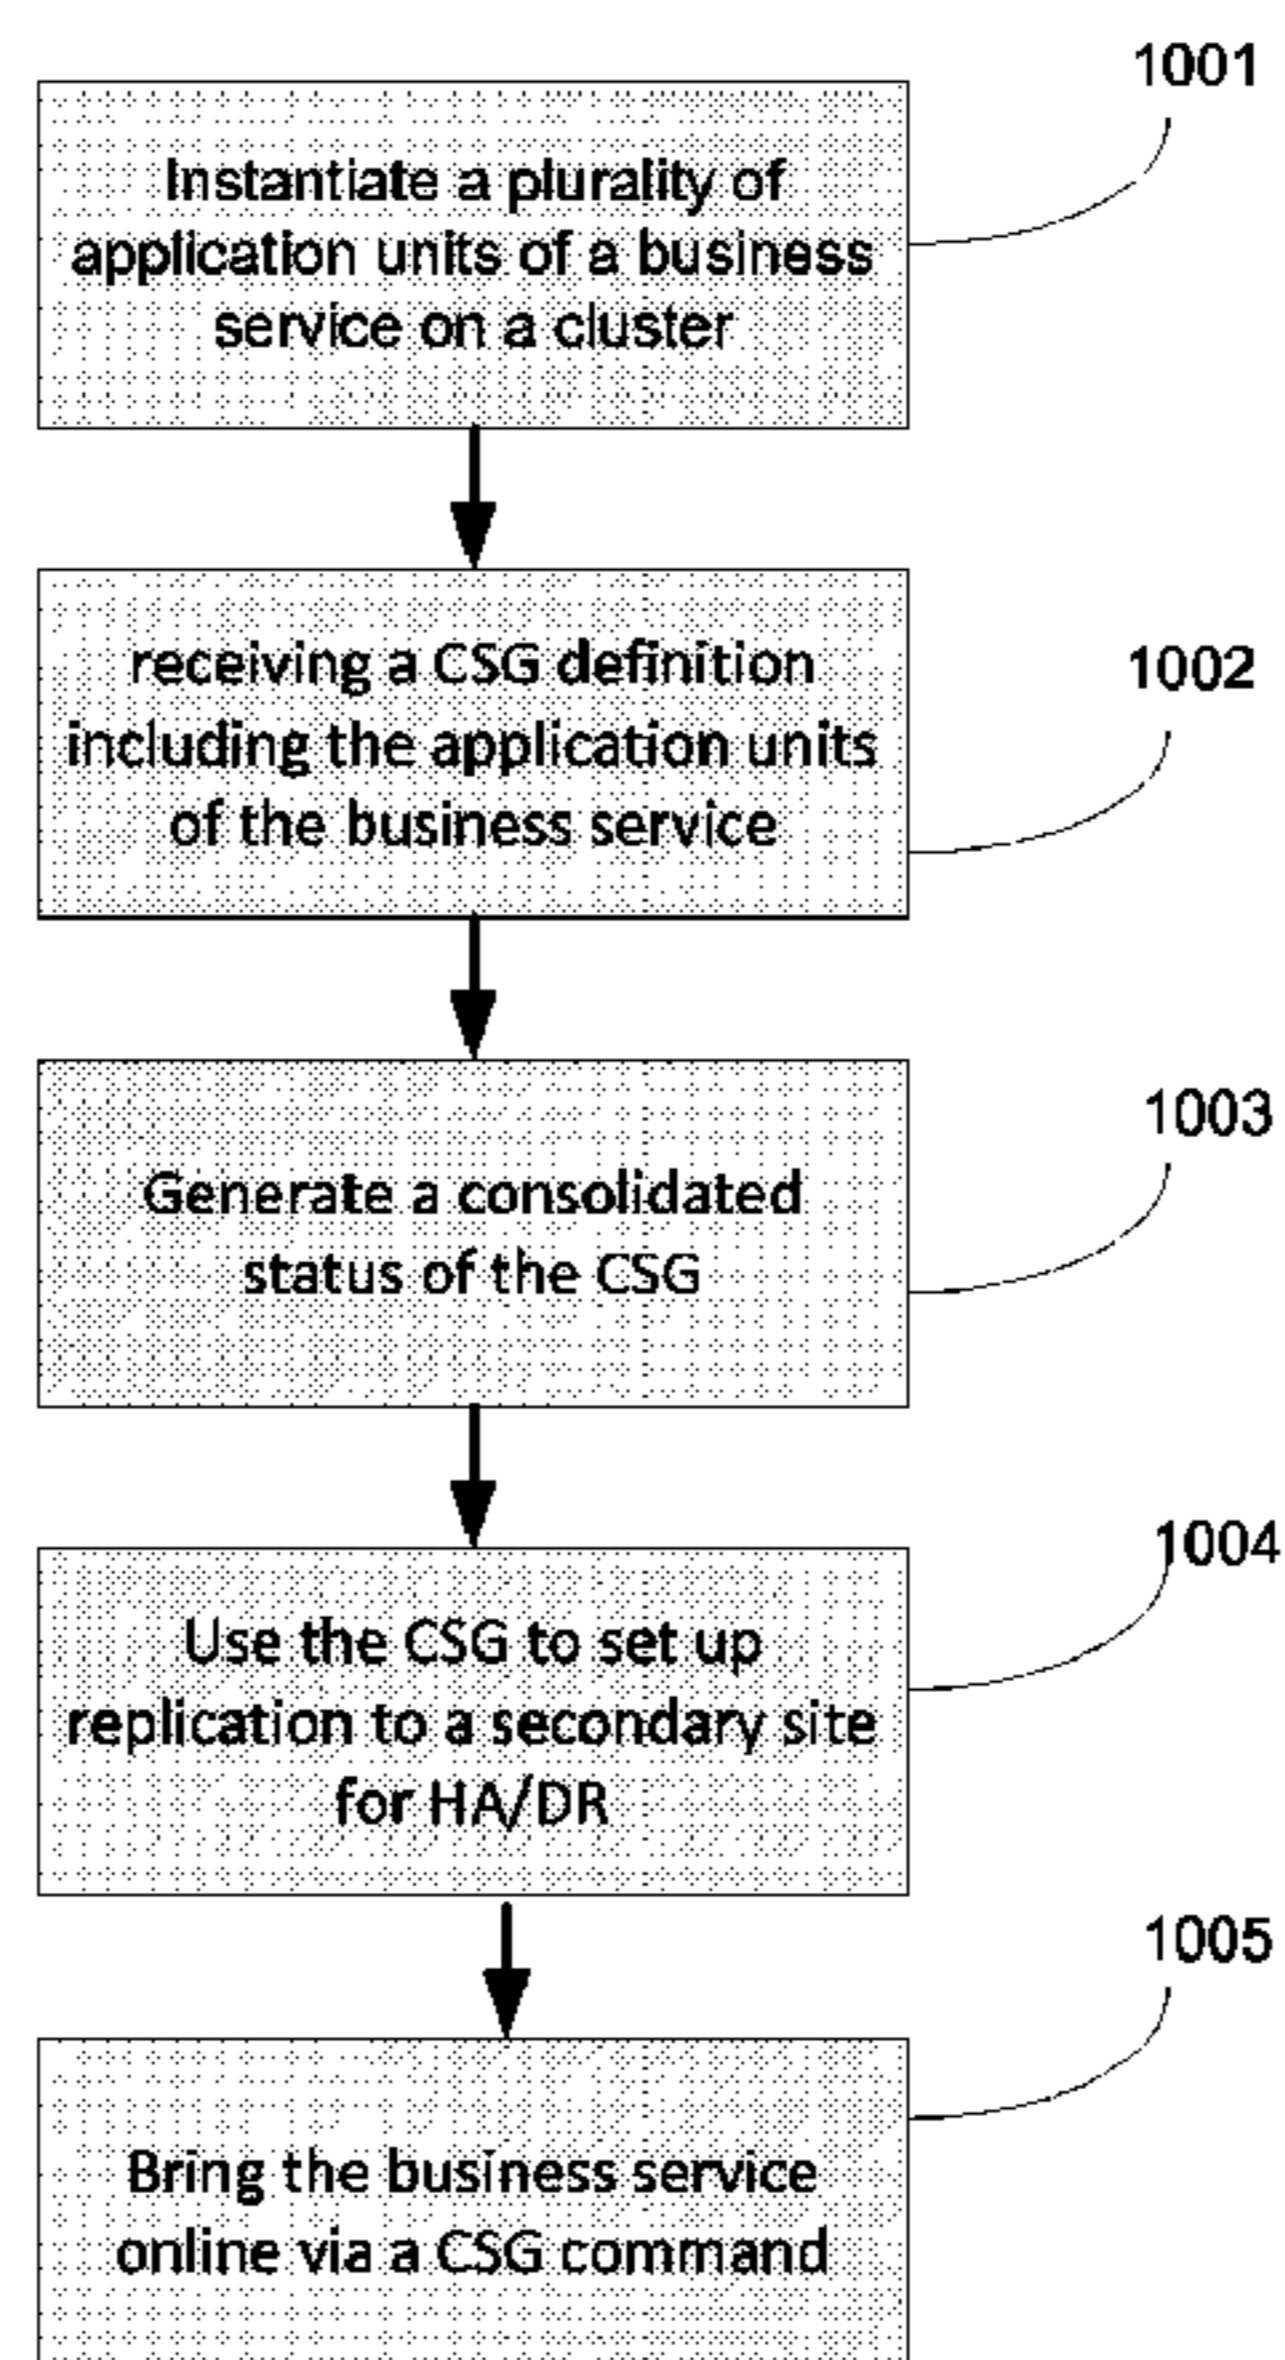 1001
Instantiate a plurality of
application units of a business
service on a cluster
1002
receiving a CSG definition
including the application units
of the business service
1003
Generate a consolidated
status of the CSG
1004
Use the CSG to set up
replication to a secondary site
for HA/DR
1005
Bring the business service
online via a CSG command